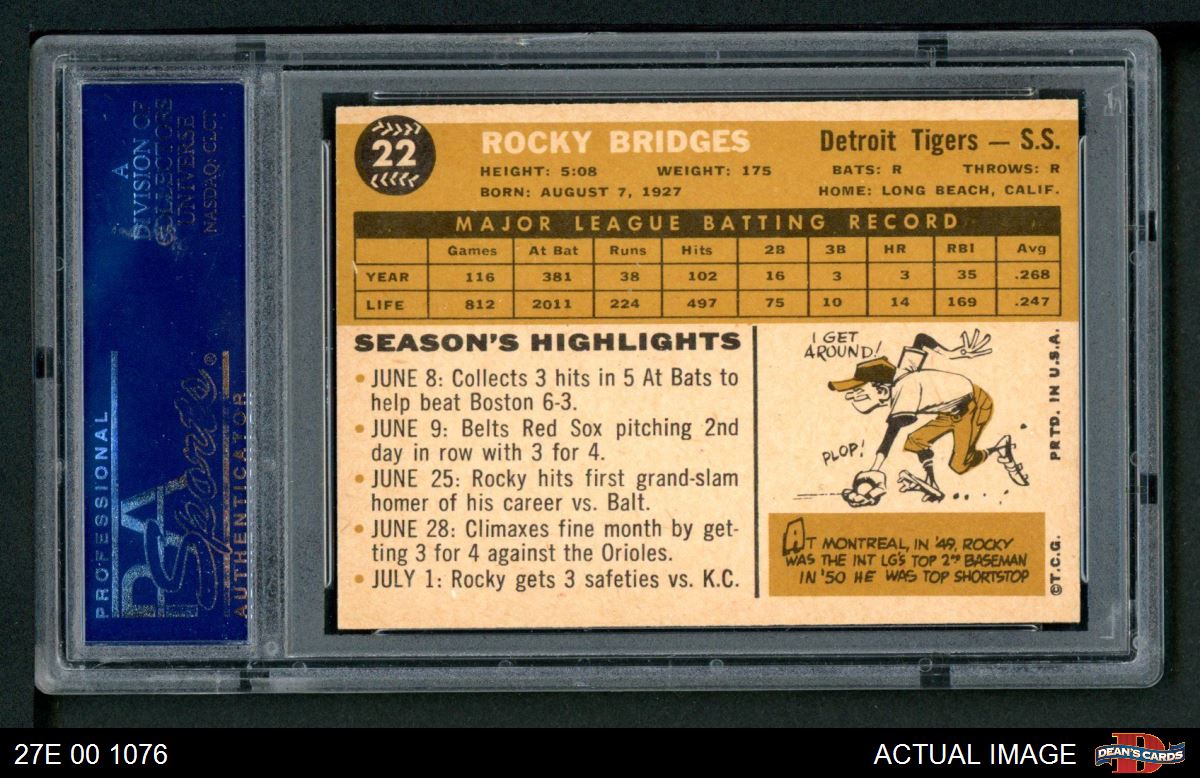 A
DIVISION OF
COLLECTORS
UNIVERSE
NASDAQ: CLCT
PROFESSIONAL
PSA
Sports®
AUTHENTICATOR
22
ROCKY BRIDGES
Detroit Tigers — S.S.
HEIGHT: 5:08 WEIGHT: 175 BATS: R THROWS: R
BORN: AUGUST 7, 1927 HOME: LONG BEACH, CALIF.
MAJOR LEAGUE BATTING RECORD
Games At Bat Runs Hits 2B 3B HR RBI Avg
YEAR 116 381 38 102 16 3 3 35 .268
LIFE 812 2011 224 497 75 10 14 169 .247
SEASON'S HIGHLIGHTS
• JUNE 8: Collects 3 hits in 5 At Bats to
help beat Boston 6-3.
• JUNE 9: Belts Red Sox pitching 2nd
day in row with 3 for 4.
• JUNE 25: Rocky hits first grand-slam
homer of his career vs. Balt.
• JUNE 28: Climaxes fine month by get-
ting 3 for 4 against the Orioles.
• JULY 1: Rocky gets 3 safeties vs. K.C.
I GET
AROUND!
PLOP!
AT MONTREAL, IN '49, ROCKY
WAS THE INT LG'S TOP 2ND BASEMAN
IN '50 HE WAS TOP SHORTSTOP
©T.C.G. PRTD. IN U.S.A.
27E 00 1076
ACTUAL IMAGE
DEAN'S CARDS